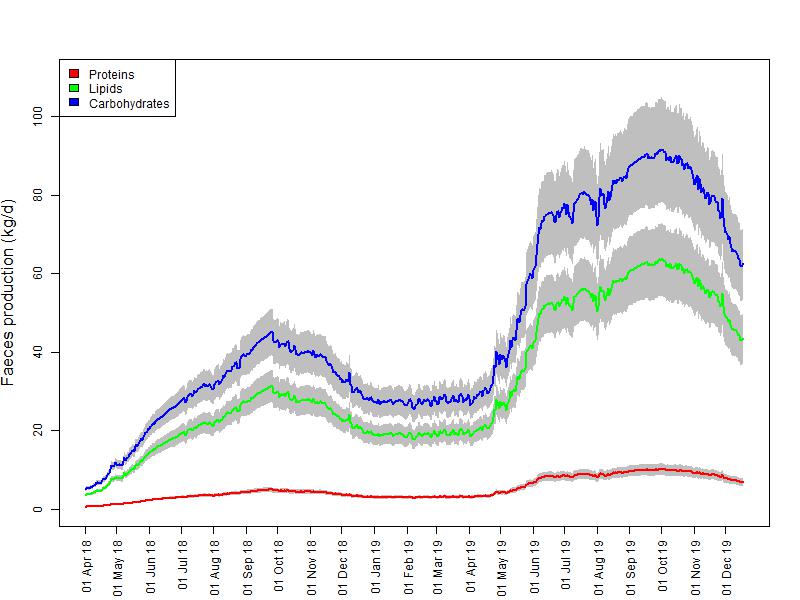 Proteins
Lipids
Carbohydrates
Faeces production (kg/d)
100
80
60
40
20
0
01 Apr 18
01 May 18
01 Jun 18
01 Jul 18
01 Aug 18
01 Sep 18
01 Oct 18
01 Nov 18
01 Dec 18
01 Jan 19
01 Feb 19
01 Mar 19
01 Apr 19
01 May 19
01 Jun 19
01 Jul 19
01 Aug 19
01 Sep 19
01 Oct 19
01 Nov 19
01 Dec 19